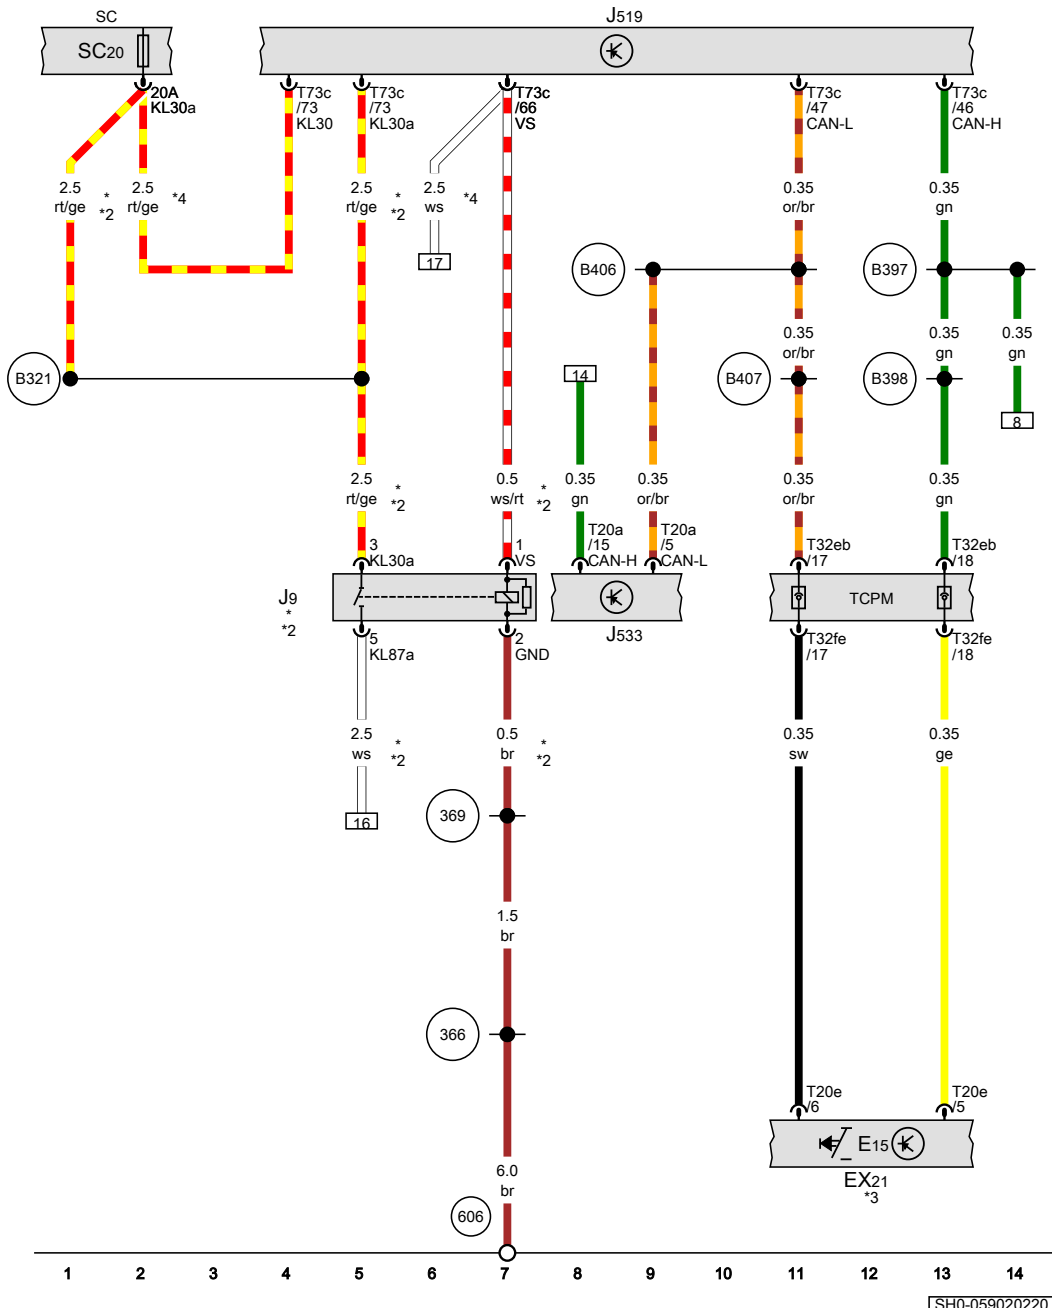 SC
J519
SC20
20A
KL30a
T73c
/73
KL30
T73c
/73
KL30a
T73c
/66
VS
T73c
/47
CAN-L
T73c
/46
CAN-H
2.5
rt/ge
*
*2
2.5
rt/ge
*4
2.5
rt/ge
*
*2
2.5
ws
*4
0.35
or/br
0.35
gn
17
B406
B397
0.35
or/br
0.35
gn
0.35
gn
B321
14
B407
B398
8
2.5
rt/ge
*
*2
0.5
ws/rt
*
*2
0.35
gn
0.35
or/br
0.35
or/br
0.35
gn
3
KL30a
1
VS
T20a
/15
CAN-H
T20a
/5
CAN-L
T32eb
/17
T32eb
/18
J9
*
*2
TCPM
J533
5
KL87a
2
GND
T32fe
/17
T32fe
/18
2.5
ws
*
*2
0.5
br
*
*2
0.35
sw
0.35
ge
16
369
1.5
br
366
T20e
/6
T20e
/5
E15
EX21
*3
6.0
br
606
1 2 3 4 5 6 7 8 9 10 11 12 13 14
SH0-059020220